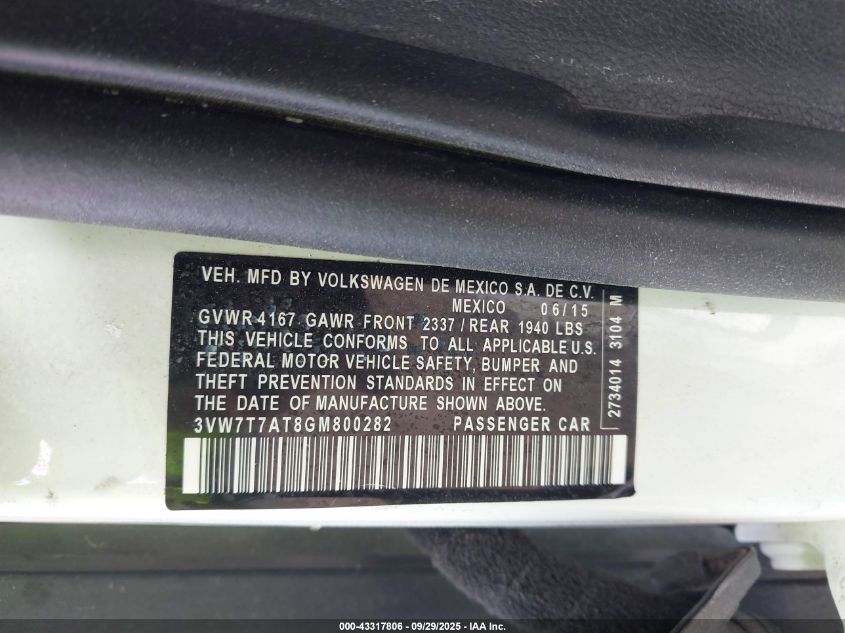 VEH. MFD BY VOLKSWAGEN DE MEXICO S.A. DE C.V.
MEXICO 06/15
GVWR 4167 GAWR FRONT 2337 / REAR 1940 LBS
THIS VEHICLE CONFORMS TO ALL APPLICABLE U.S.
FEDERAL MOTOR VEHICLE SAFETY, BUMPER AND
THEFT PREVENTION STANDARDS IN EFFECT ON
THE DATE OF MANUFACTURE SHOWN ABOVE.
3VW7T7AT8GM800282 PASSENGER CAR
2734014 3104 M
000-43317806 - 09/29/2025 - IAA Inc.